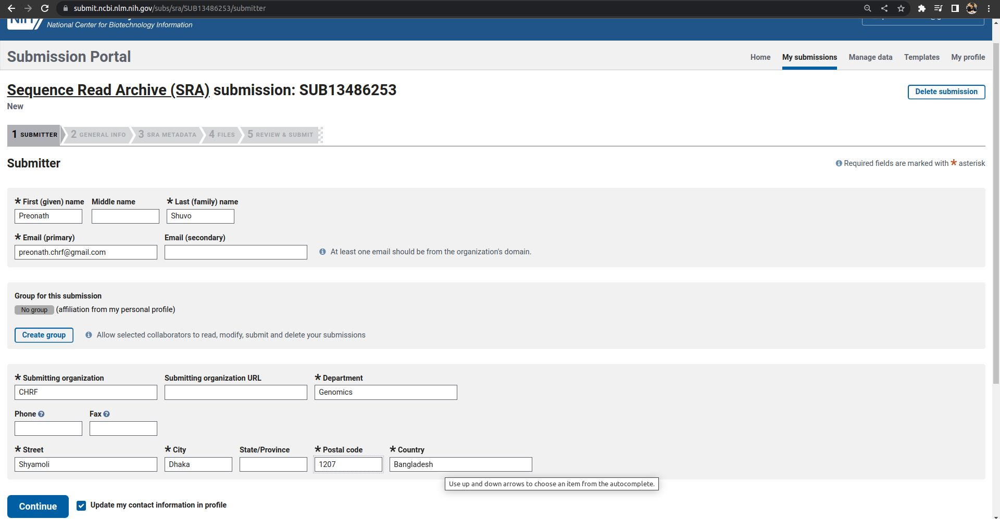 submit.ncbi.nlm.nih.gov/subs/sra/SUB13486253/submitter
National Center for Biotechnology Information
Submission Portal
Home My submissions Manage data Templates My profile
Sequence Read Archive (SRA) submission: SUB13486253
Delete submission
New
1 SUBMITTER 2 GENERAL INFO 3 SRA METADATA 4 FILES 5 REVIEW & SUBMIT
Submitter
Required fields are marked with * asterisk
* First (given) name Middle name * Last (family) name
Preonath Shuvo
* Email (primary) Email (secondary)
preonath.chrf@gmail.com
At least one email should be from the organization's domain.
Group for this submission
No group (affiliation from my personal profile)
Create group Allow selected collaborators to read, modify, submit and delete your submissions
* Submitting organization Submitting organization URL * Department
CHRF Genomics
Phone ? Fax ?
* Street * City State/Province * Postal code * Country
Shyamoli Dhaka 1207 Bangladesh
Use up and down arrows to choose an item from the autocomplete.
Continue Update my contact information in profile